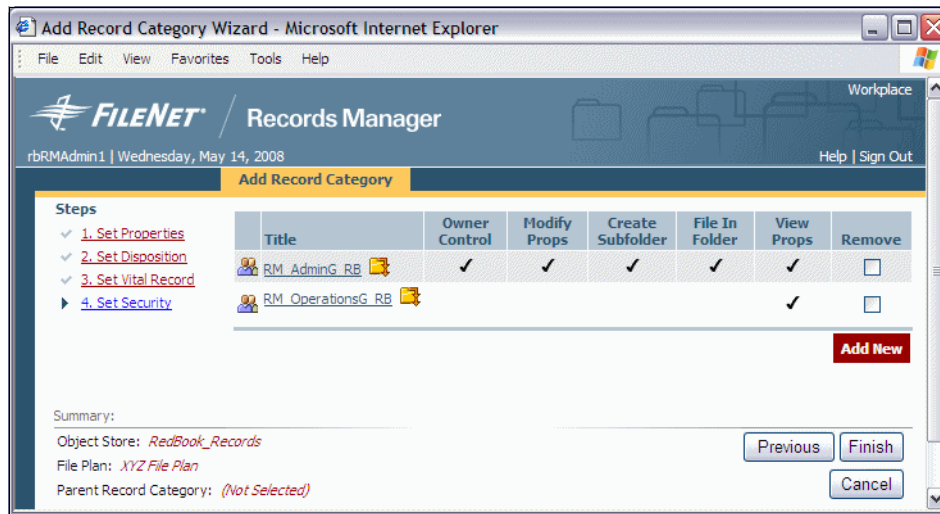 Add Record Category Wizard - Microsoft Internet Explorer
File Edit View Favorites Tools Help
Workplace
FILENET Records Manager
rbRMAdmin1 | Wednesday, May 14, 2008
Help | Sign Out
Add Record Category
Steps
1. Set Properties
2. Set Disposition
3. Set Vital Record
4. Set Security
Title Owner Control Modify Props Create Subfolder File In Folder View Props Remove
RM_AdminG_RB
RM_OperationsG_RB
Add New
Summary:
Object Store: RedBook_Records
File Plan: XYZ File Plan
Parent Record Category: (Not Selected)
Previous Finish
Cancel